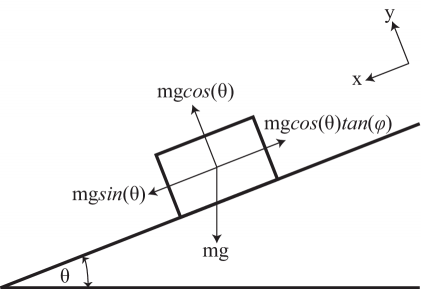 y
x
mgcos(θ)
mgcos(θ)tan(φ)
mgsin(θ)
mg
θ